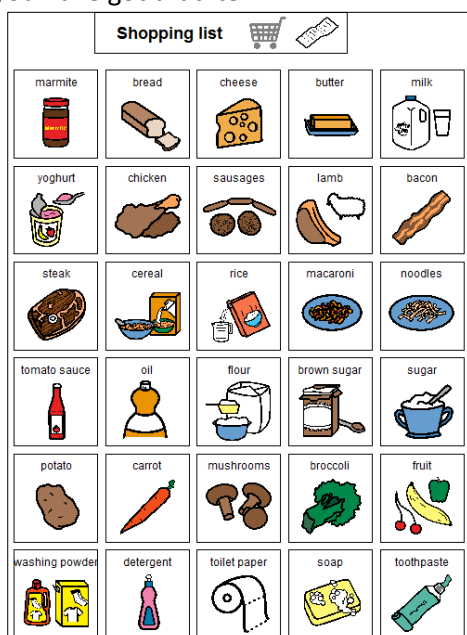 Shopping list
marmite bread cheese butter milk
yoghurt chicken sausages lamb bacon
steak cereal rice macaroni noodles
tomato sauce oil flour brown sugar sugar
potato carrot mushrooms broccoli fruit
washing powder detergent toilet paper soap toothpaste